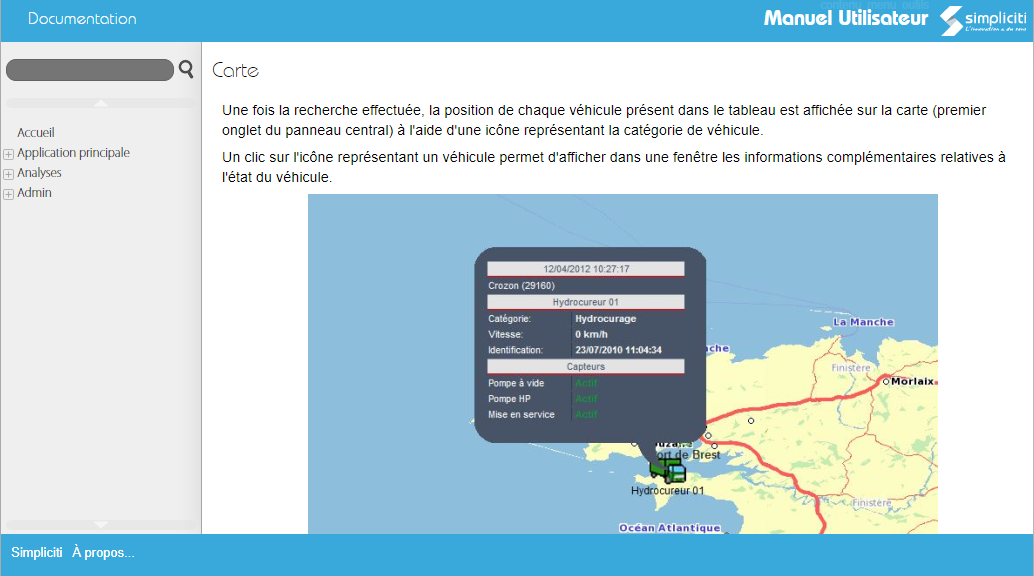 Documentation
contenu menu outils
Manuel Utilisateur
simpliciti
Carte
Une fois la recherche effectuée, la position de chaque véhicule présent dans le tableau est affichée sur la carte (premier
onglet du panneau central) à l'aide d'une icône représentant la catégorie de véhicule.
Un clic sur l'icône représentant un véhicule permet d'afficher dans une fenêtre les informations complémentaires relatives à
l'état du véhicule.
Accueil
Application principale
Analyses
Admin
12/04/2012 10:27:17
Crozon (29160)
Hydrocureur 01
Catégorie: Hydrocurage
Vitesse: 0 km/h
Identification: 23/07/2010 11:04:34
Capteurs
Pompe à vide Actif
Pompe HP Actif
Mise en service Actif
La Manche
che
Finistère
Morlaix
ort de Brest
Hydrocureur 01
Finistère
Océan Atlantique
Simpliciti À propos...